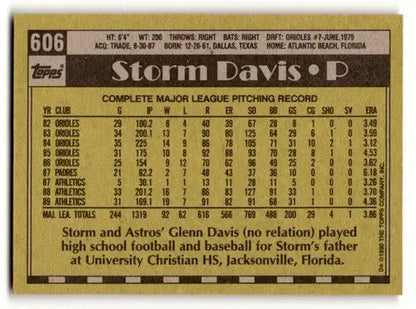 606
HT: 6'4" WT: 200 THROWS: RIGHT BATS: RIGHT DRFT: ORIOLES #7-JUNE, 1979
ACQ: TRADE, 8-30-87 BORN: 12-26-61, DALLAS, TEXAS HOME: ATLANTIC BEACH, FLORIDA
Topps
Storm Davis • P
COMPLETE MAJOR LEAGUE PITCHING RECORD
YR CLUB G IP W L R ER SO BB GS CG SHO SV ERA
82 ORIOLES 29 100.2 8 4 40 39 67 28 8 1 0 0 3.49
83 ORIOLES 34 200.1 13 7 90 80 125 64 29 6 1 0 3.59
84 ORIOLES 35 225 14 9 86 78 105 71 31 10 2 1 3.12
85 ORIOLES 31 175 10 8 92 88 93 70 28 8 1 0 4.53
86 ORIOLES 25 154 9 12 70 62 96 49 25 2 0 0 3.62
87 PADRES 21 62.2 2 7 48 43 37 36 0 0 0 6.18
87 ATHLETICS 5 30.1 1 1 13 11 28 11 5 0 0 0 3.26
88 ATHLETICS 33 201.2 16 7 86 83 127 91 33 1 0 0 3.70
89 ATHLETICS 31 169.1 19 7 91 82 91 68 31 1 0 0 4.36
MAJ. LEA. TOTALS 244 1319 92 62 616 566 769 488 200 29 4 1 3.86
Storm and Astros' Glenn Davis (no relation) played
high school football and baseball for Storm's father
at University Christian HS, Jacksonville, Florida.
D* ©1990 THE TOPPS COMPANY, INC.